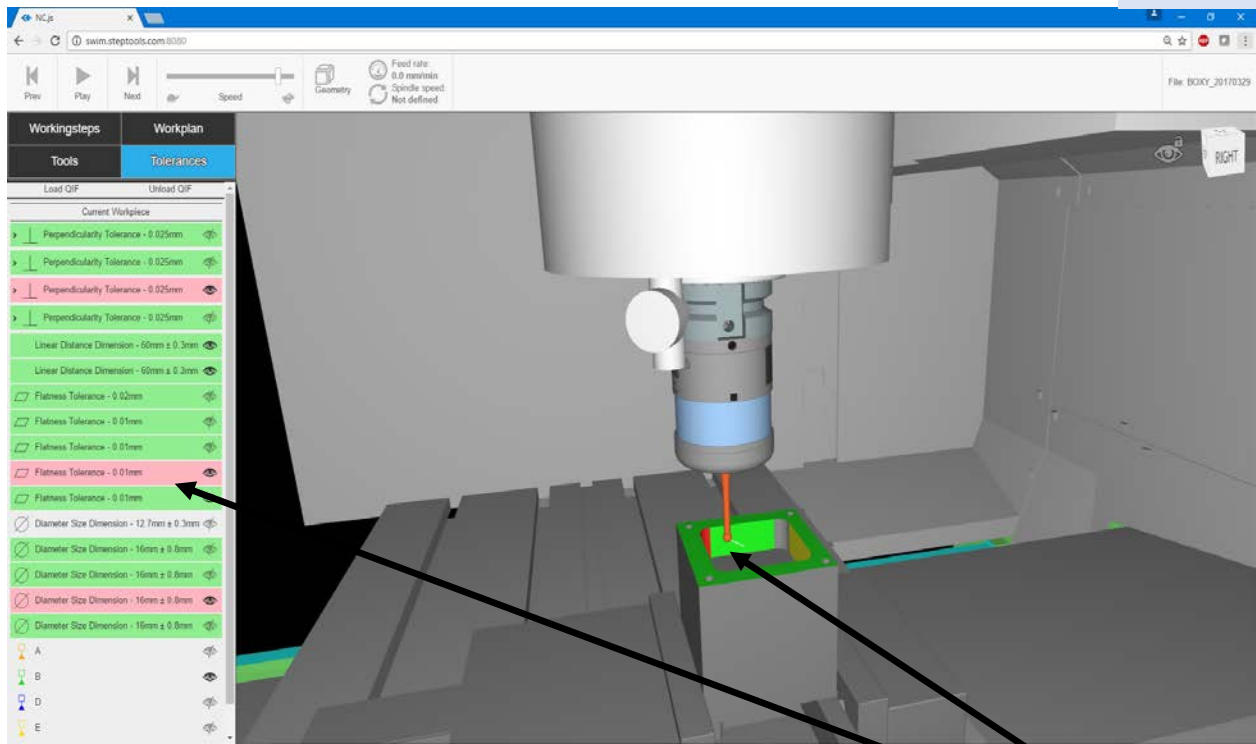 NC.js
swim.steptools.com:8080
Prev
Play
Next
Speed
Geometry
Feed rate:
0.0 mm/min
Spindle speed:
Not defined
File: BOXY_20170329
Workingsteps
Workplan
Tools
Tolerances
Load QIF
Unload QIF
Current Workpiece
Perpendicularity Tolerance - 0.025mm
Perpendicularity Tolerance - 0.025mm
Perpendicularity Tolerance - 0.025mm
Perpendicularity Tolerance - 0.025mm
Linear Distance Dimension - 60mm ± 0.3mm
Linear Distance Dimension - 60mm ± 0.3mm
Flatness Tolerance - 0.02mm
Flatness Tolerance - 0.01mm
Flatness Tolerance - 0.01mm
Flatness Tolerance - 0.01mm
Flatness Tolerance - 0.01mm
Diameter Size Dimension - 12.7mm ± 0.3mm
Diameter Size Dimension - 16mm ± 0.8mm
Diameter Size Dimension - 16mm ± 0.8mm
Diameter Size Dimension - 16mm ± 0.8mm
Diameter Size Dimension - 16mm ± 0.8mm
A
B
D
E
RIGHT